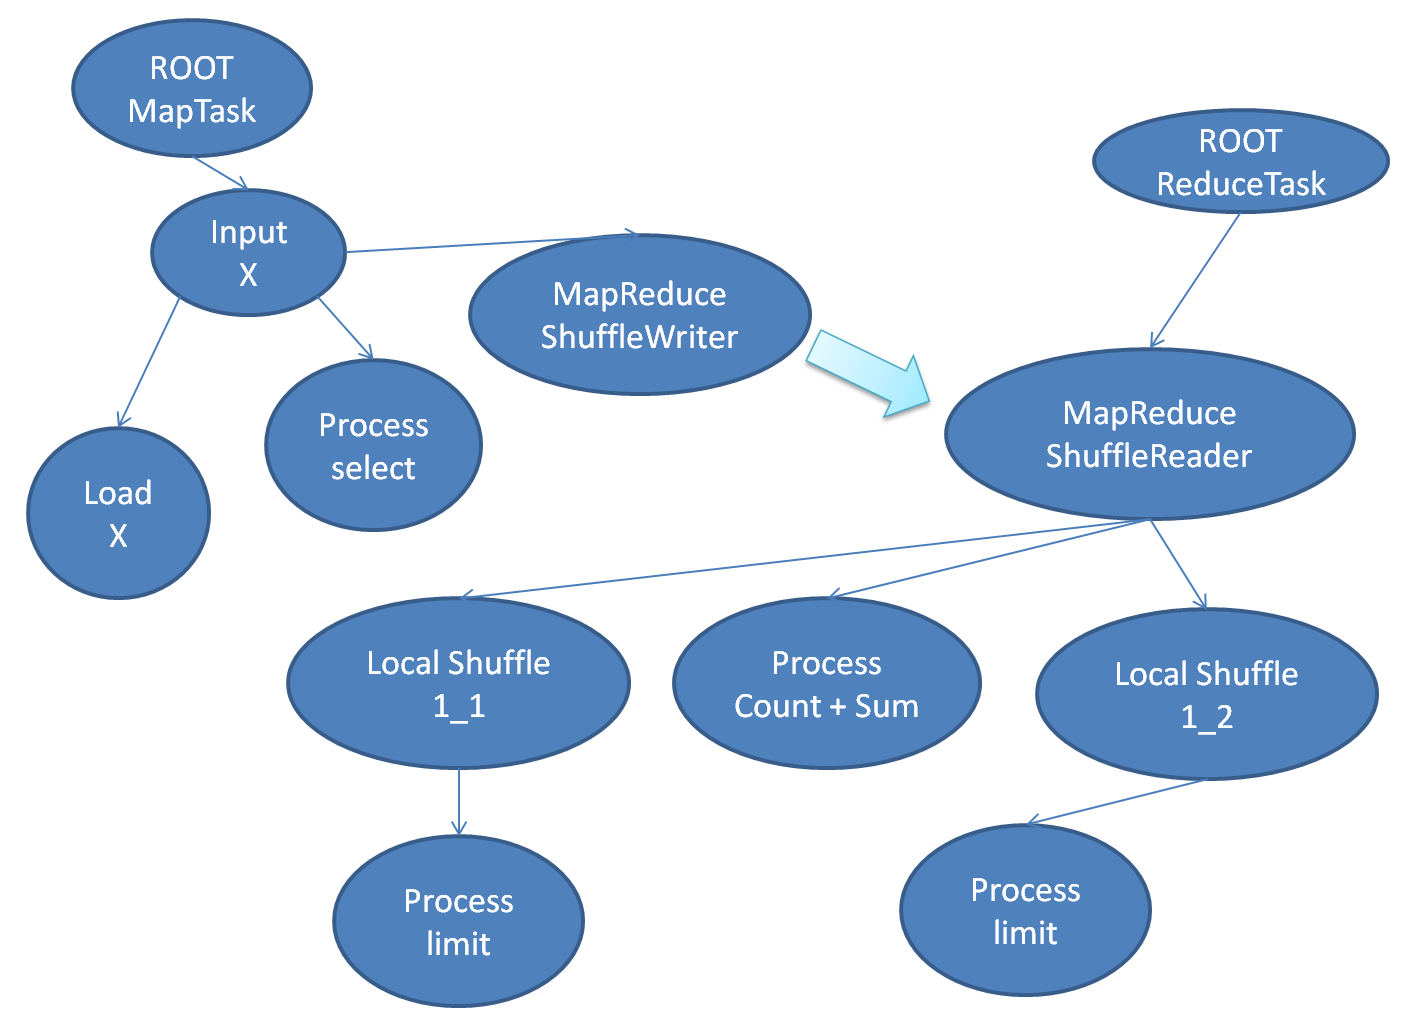 ROOT
MapTask
ROOT
ReduceTask
Input
X
MapReduce
ShuffleWriter
MapReduce
ShuffleReader
Process
select
Load
X
Local Shuffle
1_1
Process
Count + Sum
Local Shuffle
1_2
Process
limit
Process
limit